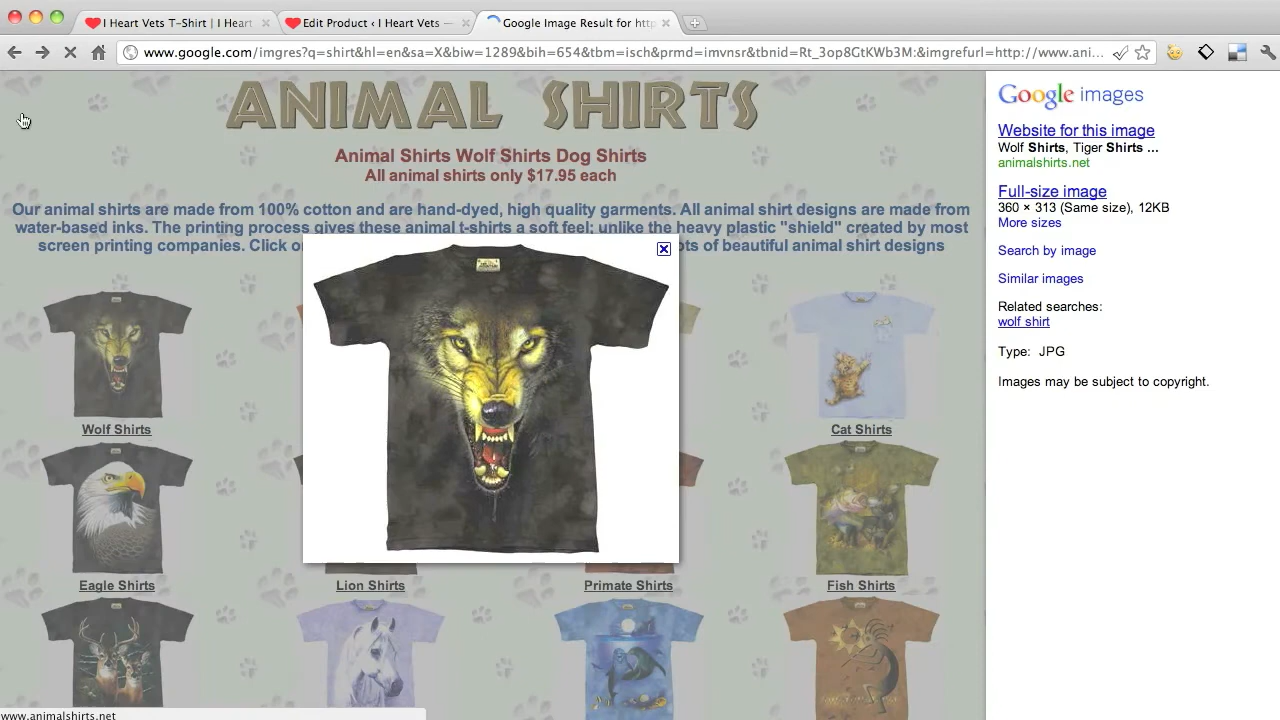 I Heart Vets T-Shirt | I Heart
Edit Product ‹ I Heart Vets —
Google Image Result for http
www.google.com/imgres?q=shirt&hl=en&sa=X&biw=1289&bih=654&tbm=isch&prmd=imvnsr&tbnid=Rt_3op8GtKWb3M:&imgrefurl=http://www.ani...
ANIMAL SHIRTS
Animal Shirts Wolf Shirts Dog Shirts
All animal shirts only $17.95 each
Our animal shirts are made from 100% cotton and are hand-dyed, high quality garments. All animal shirt designs are made from
water-based inks. The printing process gives these animal t-shirts a soft feel; unlike the heavy plastic "shield" created by most
screen printing companies. Click of beautiful animal shirt designs
Wolf Shirts
Cat Shirts
Eagle Shirts
Lion Shirts
Primate Shirts
Fish Shirts
Google images
Website for this image
Wolf Shirts, Tiger Shirts ...
animalshirts.net
Full-size image
360 × 313 (Same size), 12KB
More sizes
Search by image
Similar images
Related searches:
wolf shirt
Type: JPG
Images may be subject to copyright.
www.animalshirts.net